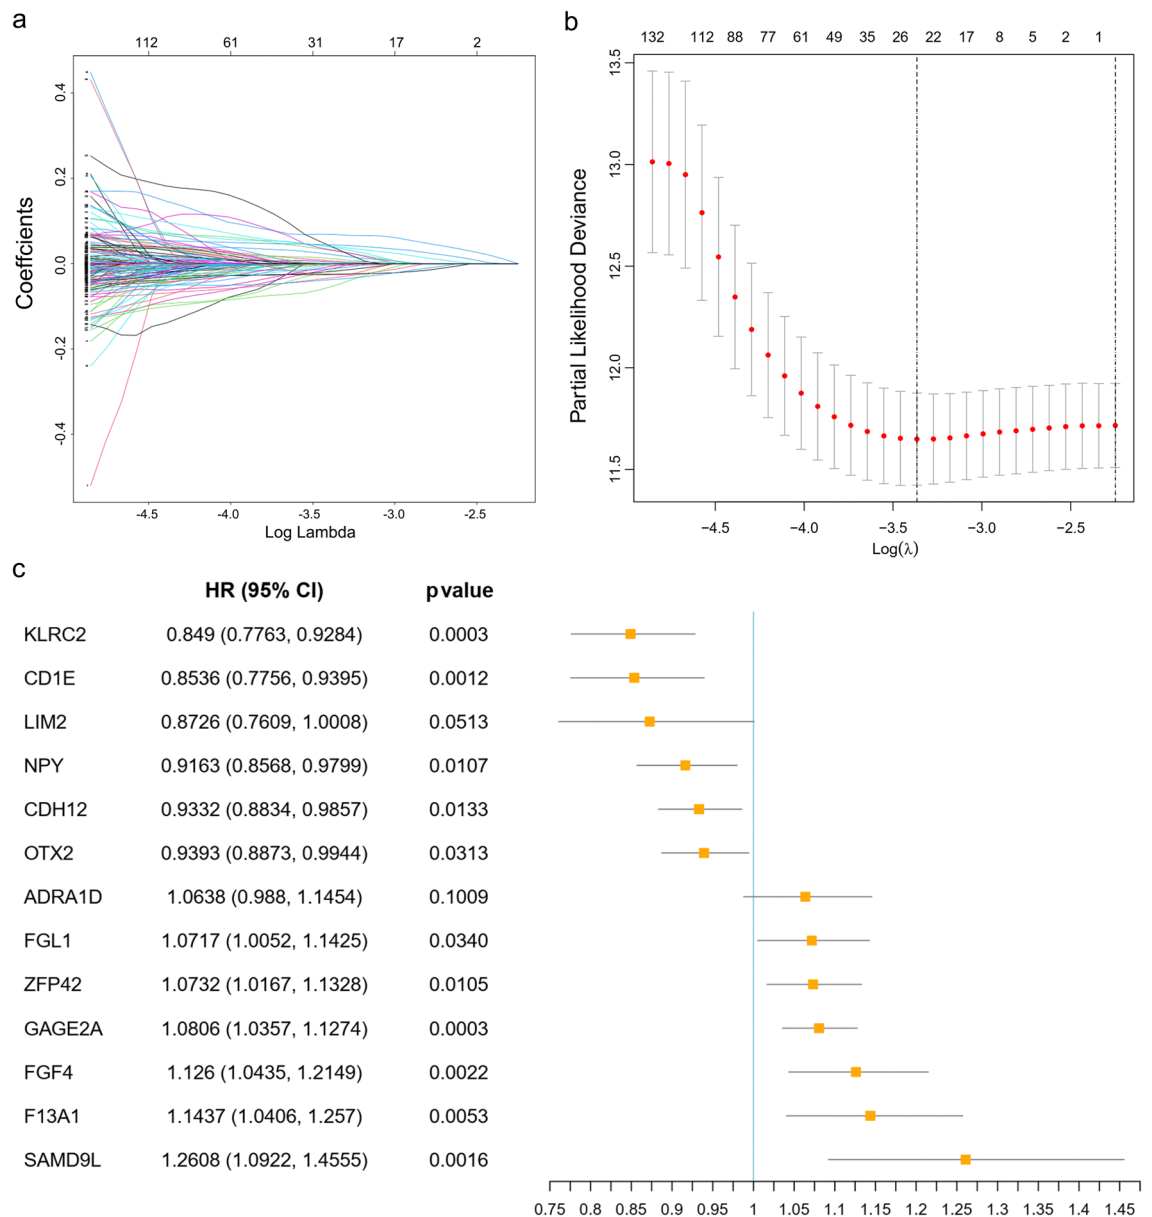 a
112 61 31 17 2
0.4
0.2
0.0
-0.2
-0.4
Coeffcients
-4.5 -4.0 -3.5 -3.0 -2.5
Log Lambda
b
132 112 88 77 61 49 35 26 22 17 8 5 2 1
13.5
13.0
12.5
12.0
11.5
Partial Likelihood Deviance
−4.5 −4.0 −3.5 −3.0 −2.5
Log(λ)
c
HR (95% CI) p value
KLRC2 0.849 (0.7763, 0.9284) 0.0003
CD1E 0.8536 (0.7756, 0.9395) 0.0012
LIM2 0.8726 (0.7609, 1.0008) 0.0513
NPY 0.9163 (0.8568, 0.9799) 0.0107
CDH12 0.9332 (0.8834, 0.9857) 0.0133
OTX2 0.9393 (0.8873, 0.9944) 0.0313
ADRA1D 1.0638 (0.988, 1.1454) 0.1009
FGL1 1.0717 (1.0052, 1.1425) 0.0340
ZFP42 1.0732 (1.0167, 1.1328) 0.0105
GAGE2A 1.0806 (1.0357, 1.1274) 0.0003
FGF4 1.126 (1.0435, 1.2149) 0.0022
F13A1 1.1437 (1.0406, 1.257) 0.0053
SAMD9L 1.2608 (1.0922, 1.4555) 0.0016
0.75 0.8 0.85 0.9 0.95 1 1.05 1.1 1.15 1.2 1.25 1.3 1.35 1.4 1.45